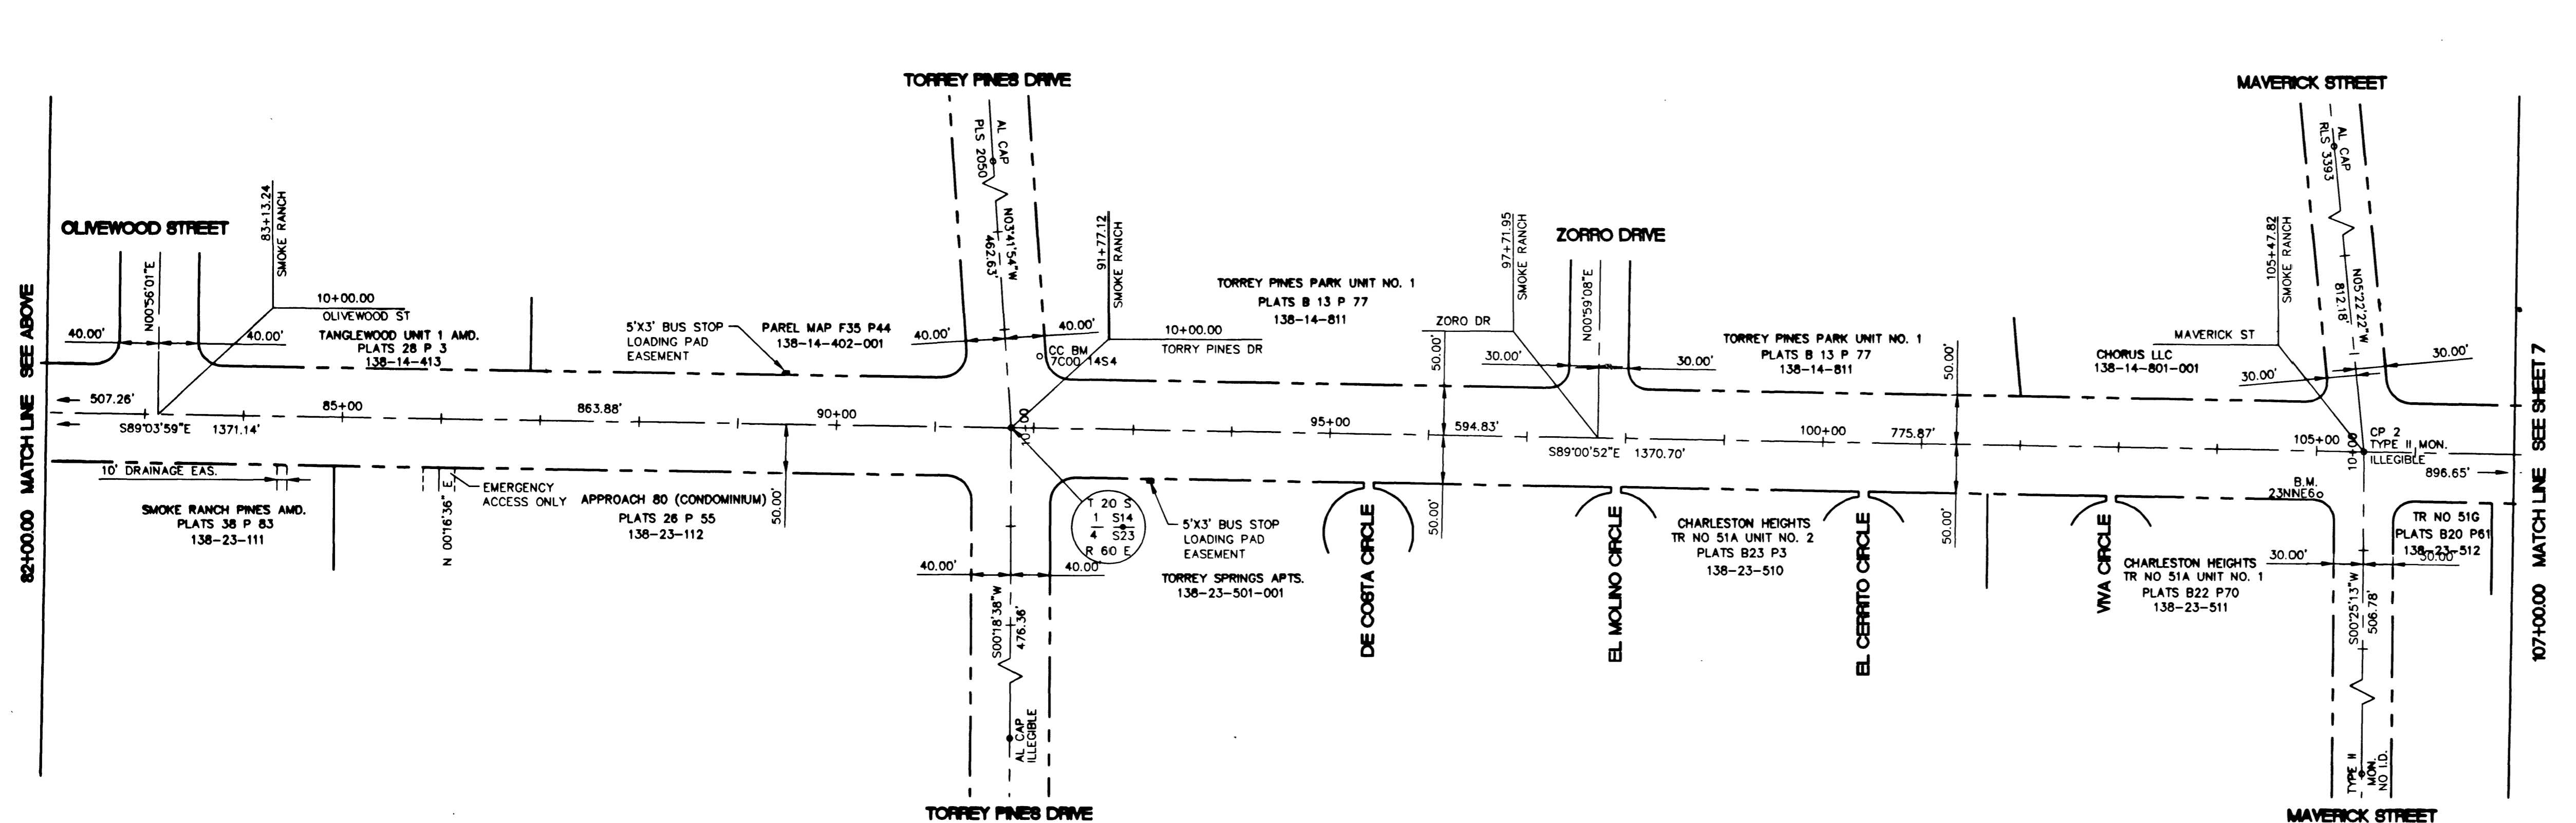 TORREY PINES DRIVE
MAVERICK STREET
AL CAP
PLS 2050
N03°41'54"W
462.63'
AL CAP
RLS 3393
N05°22'22"W
812.18'
OLIVEWOOD STREET
83+13.24
SMOKE RANCH
10+00.00
OLIVEWOOD ST
N00°56'01"E
40.00'
40.00'
TANGLEWOOD UNIT 1 AMD.
PLATS 28 P 3
138-14-413
5'X3' BUS STOP
LOADING PAD
EASEMENT
PAREL MAP F35 P44
138-14-402-001
40.00'
40.00'
CC BM
7C00 14S4
91+77.12
SMOKE RANCH
10+00.00
TORRY PINES DR
TORREY PINES PARK UNIT NO. 1
PLATS B 13 P 77
138-14-811
97+71.95
SMOKE RANCH
ZORO DR
ZORRO DRIVE
N00°59'08"E
50.00'
30.00'
30.00'
TORREY PINES PARK UNIT NO. 1
PLATS B 13 P 77
138-14-811
50.00'
105+47.82
SMOKE RANCH
MAVERICK ST
CHORUS LLC
138-14-801-001
30.00'
30.00'
82+00.00 MATCH LINE SEE ABOVE
107+00.00 MATCH LINE SEE SHEET 7
507.26'
S89°03'59"E 1371.14'
85+00
863.88'
90+00
10+00
95+00
594.83'
S89°00'52"E 1370.70'
100+00
775.87'
105+00
10+00
CP 2
TYPE II MON.
ILLEGIBLE
896.65'
10' DRAINAGE EAS.
SMOKE RANCH PINES AMD.
PLATS 38 P 83
138-23-111
N 00°16'36" E
EMERGENCY
ACCESS ONLY
APPROACH 80 (CONDOMINIUM)
PLATS 26 P 55
138-23-112
50.00'
T 20 S
1 S14
4 S23
R 60 E
5'X3' BUS STOP
LOADING PAD
EASEMENT
40.00'
40.00'
TORREY SPRINGS APTS.
138-23-501-001
S00°18'38"W
476.36'
AL CAP
ILLEGIBLE
TORREY PINES DRIVE
DE COSTA CIRCLE
50.00'
EL MOLINO CIRCLE
CHARLESTON HEIGHTS
TR NO 51A UNIT NO. 2
PLATS B23 P3
138-23-510
EL CERRITO CIRCLE
50.00'
VIVA CIRCLE
CHARLESTON HEIGHTS
TR NO 51A UNIT NO. 1
PLATS B22 P70
138-23-511
B.M.
23NNE6
30.00'
30.00'
TR NO 51G
PLATS B20 P61
138-23-512
S00°25'13"W
506.78'
TYPE II
MON.
NO I.D.
MAVERICK STREET